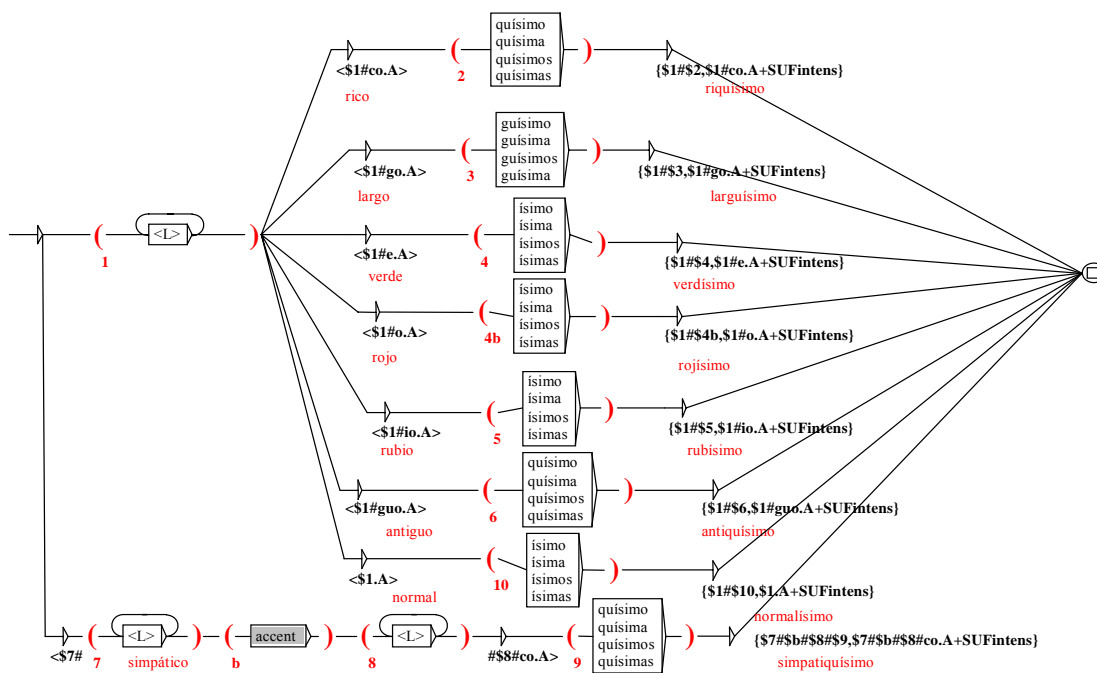 quísimo
quísima
quísimos
quísimas
<$1#co.A>
( 2 )
{$1#$2,$1#co.A+SUFintens}
rico
riquísimo
guísimo
guísima
guísimos
guísima
<$1#go.A>
( 3 )
{$1#$3,$1#go.A+SUFintens}
largo
larguísimo
( <L> )
1
ísimo
ísima
ísimos
ísimas
<$1#e.A>
( 4 )
{$1#$4,$1#e.A+SUFintens}
verde
verdísimo
ísimo
ísima
ísimos
ísimas
<$1#o.A>
( 4b )
{$1#$4b,$1#o.A+SUFintens}
rojo
rojísimo
ísimo
ísima
ísimos
ísimas
<$1#io.A>
( 5 )
{$1#$5,$1#io.A+SUFintens}
rubio
rubísimo
quísimo
quísima
quísimos
quísimas
<$1#guo.A>
( 6 )
{$1#$6,$1#guo.A+SUFintens}
antiguo
antiquísimo
ísimo
ísima
ísimos
ísimas
<$1.A>
( 10 )
{$1#$10,$1.A+SUFintens}
normal
normalísimo
( <L> ) ( accent ) ( <L> )
<$7# 7 simpático b 8 #$8#co.A>
quísimo
quísima
quísimos
quísimas
( 9 )
{$7#$b#$8#$9,$7#$b#$8#co.A+SUFintens}
simpatiquísimo